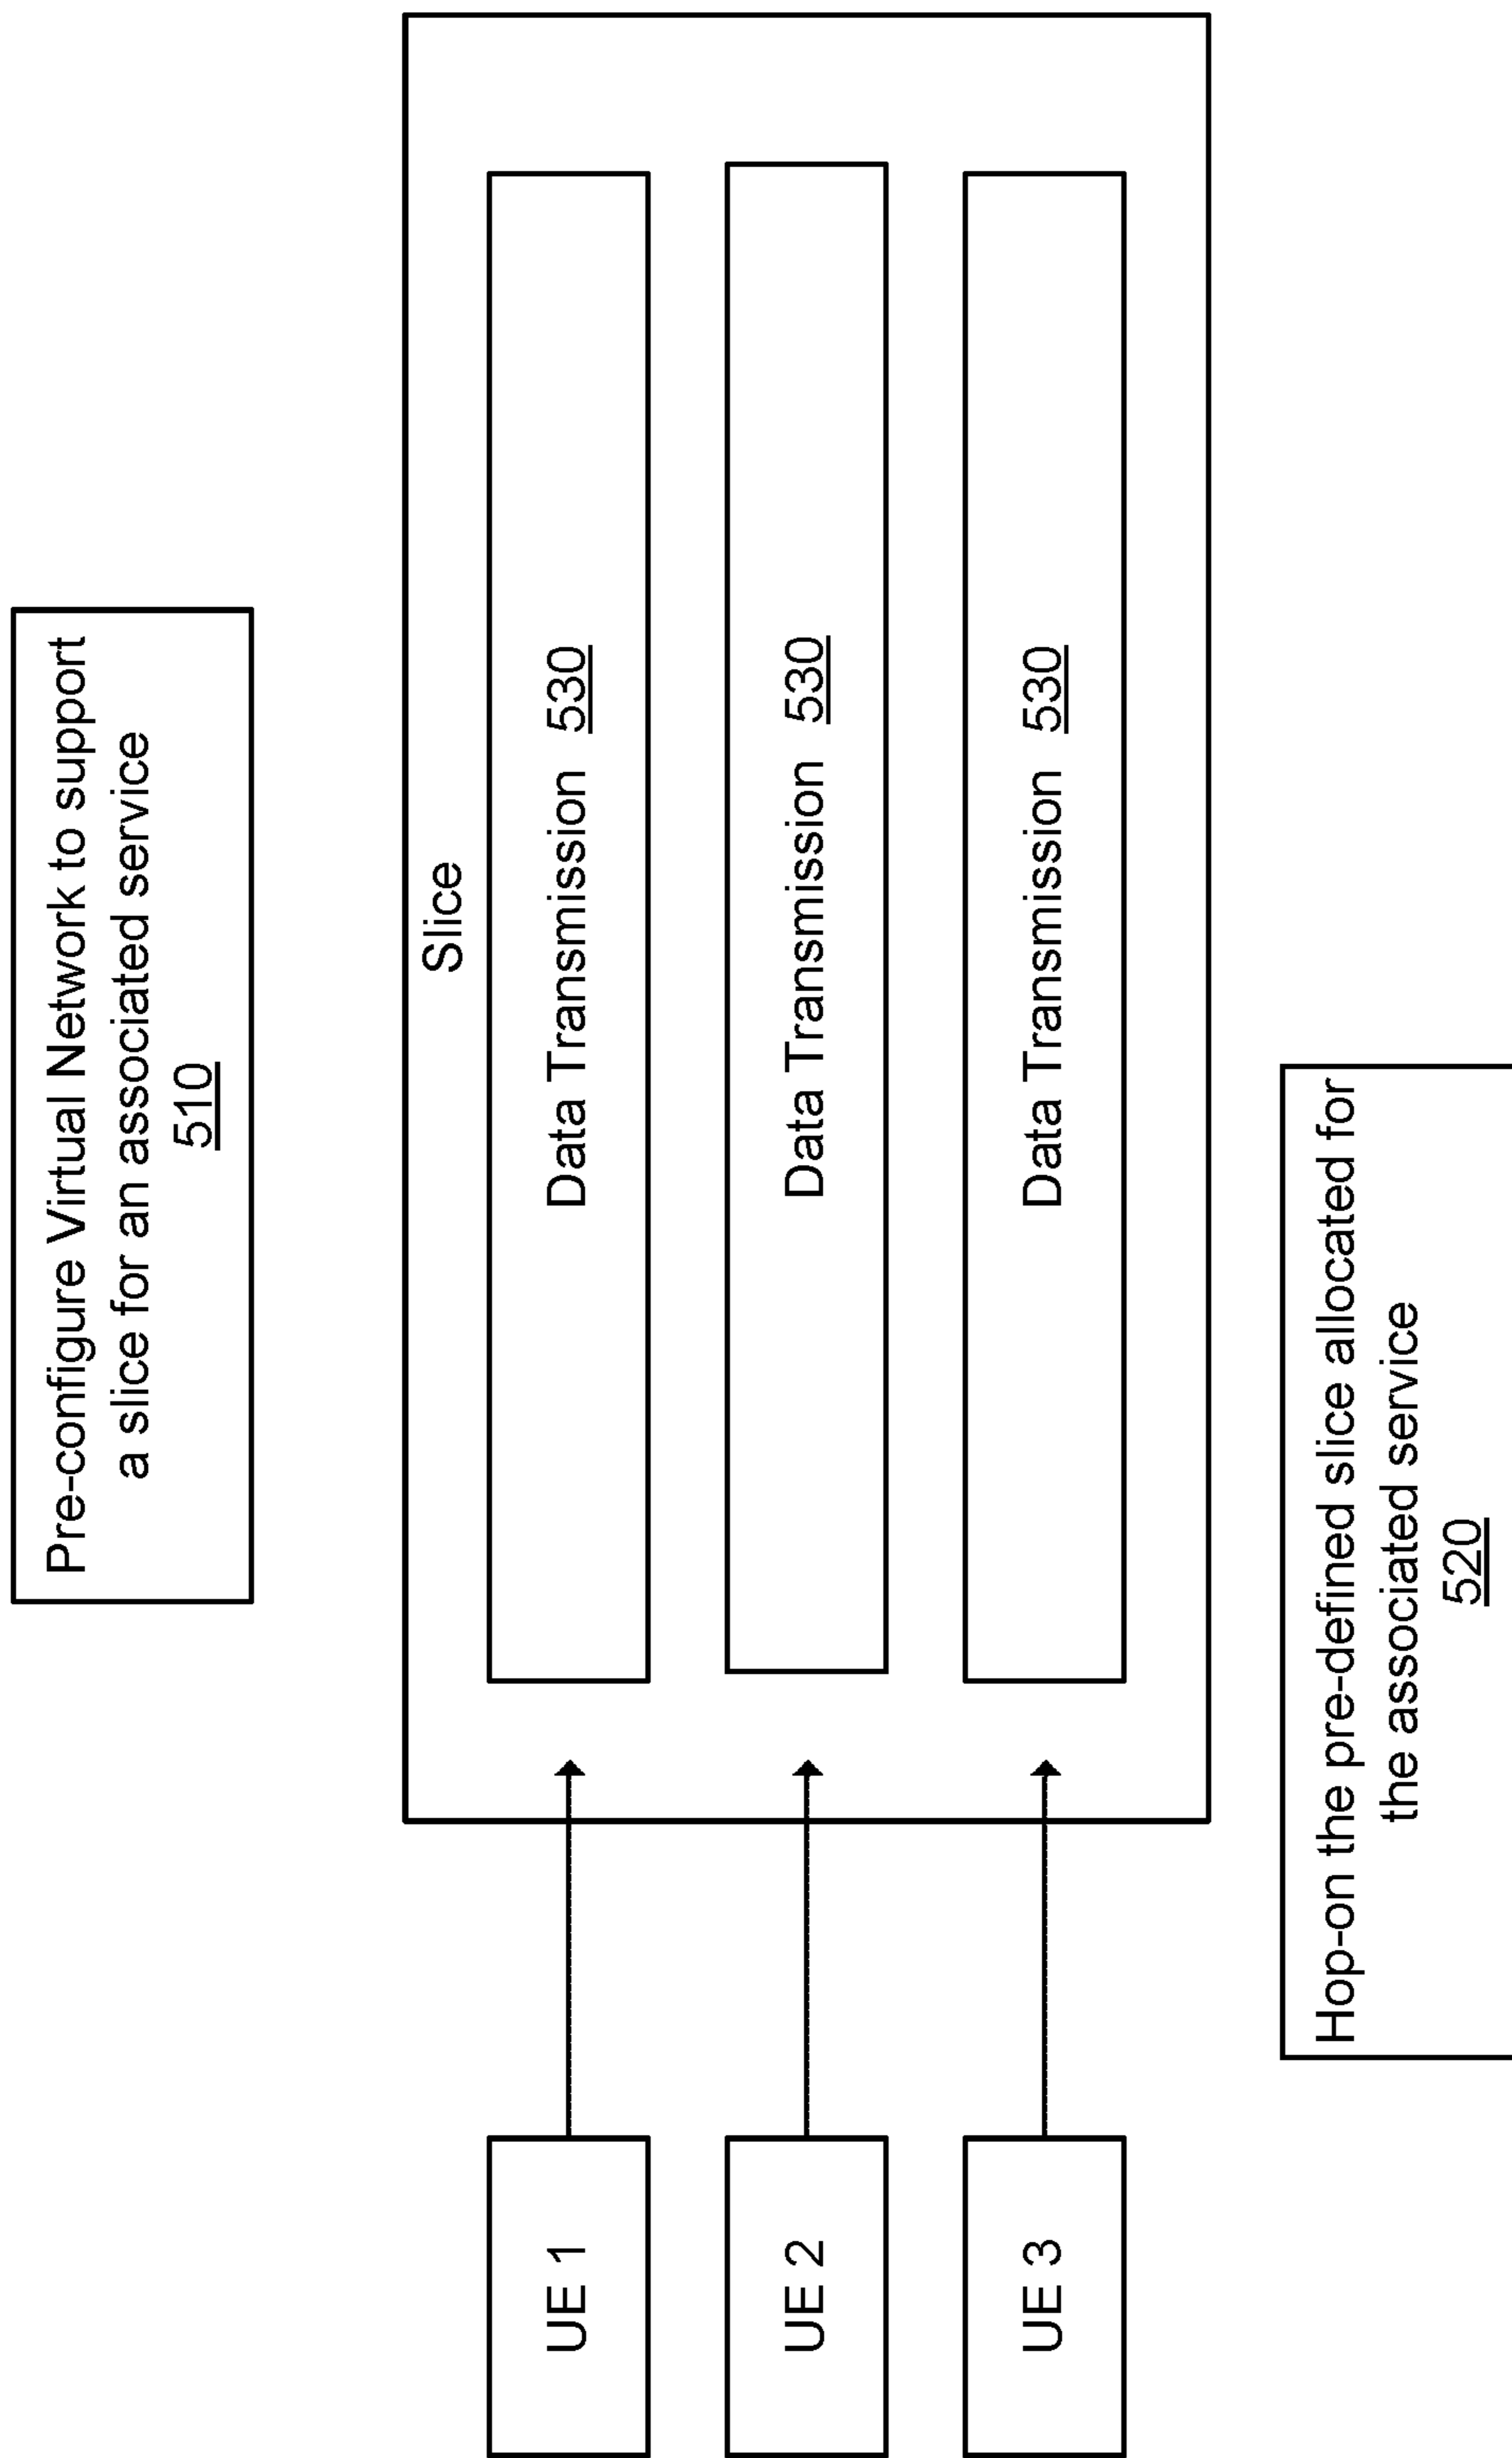 Pre-configure Virtual Network to support
a slice for an associated service
510
Slice
UE 1
Data Transmission 530
UE 2
Data Transmission 530
UE 3
Data Transmission 530
Hop-on the pre-defined slice allocated for
the associated service
520